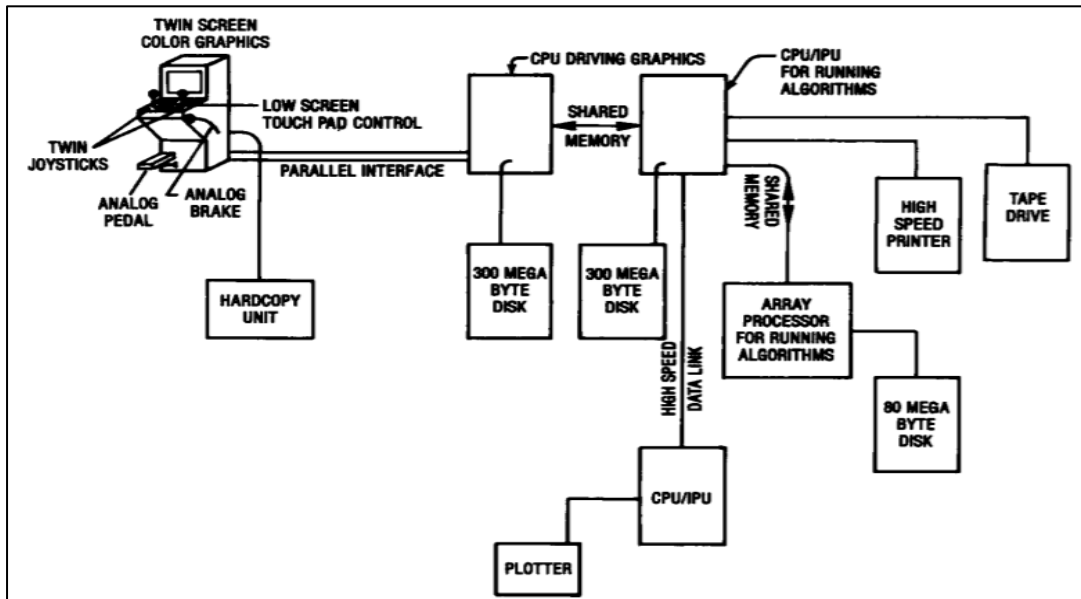 TWIN SCREEN
COLOR GRAPHICS
LOW SCREEN
TOUCH PAD CONTROL
TWIN
JOYSTICKS
ANALOG
PEDAL
ANALOG
BRAKE
PARALLEL INTERFACE
HARDCOPY
UNIT
CPU DRIVING GRAPHICS
SHARED
MEMORY
CPU/IPU
FOR RUNNING
ALGORITHMS
300 MEGA
BYTE
DISK
300 MEGA
BYTE
DISK
SHARED
MEMORY
HIGH
SPEED
PRINTER
TAPE
DRIVE
ARRAY
PROCESSOR
FOR RUNNING
ALGORITHMS
80 MEGA
BYTE
DISK
HIGH SPEED
DATA LINK
CPU/IPU
PLOTTER